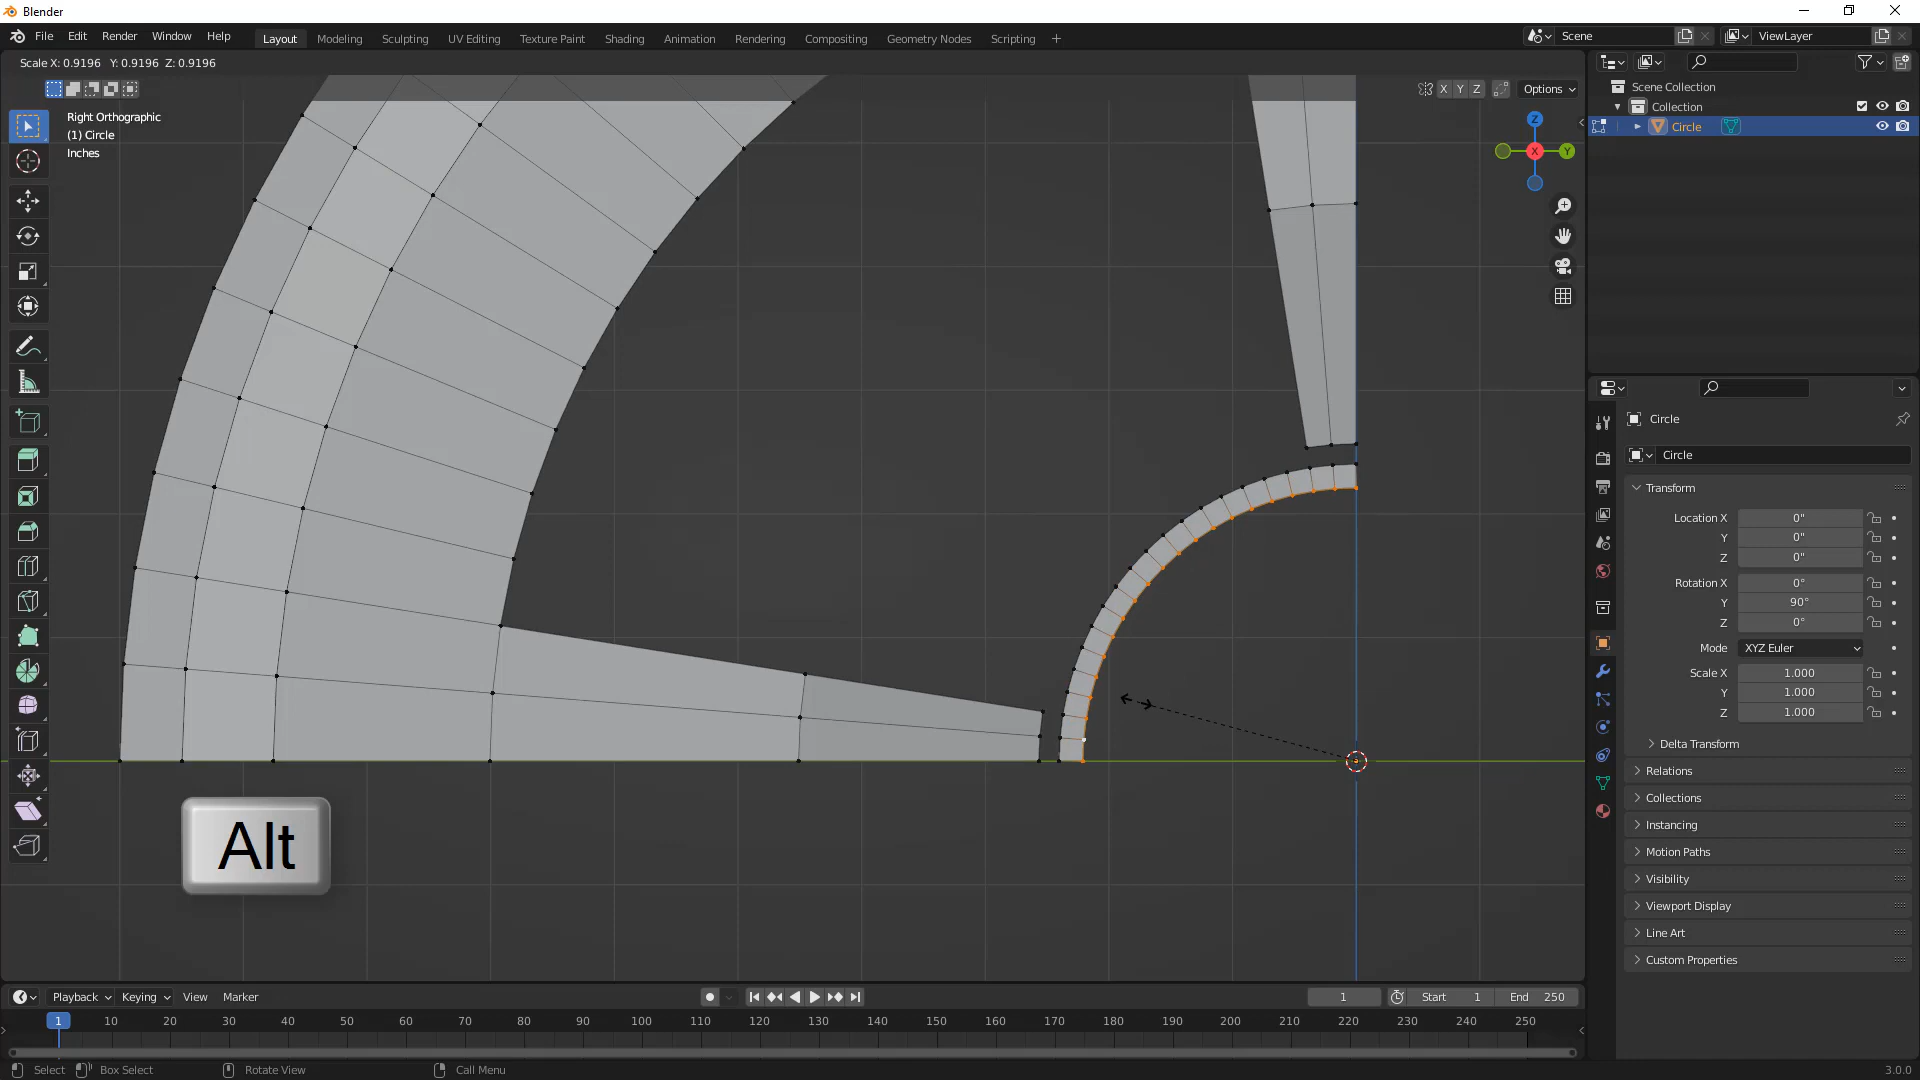 Blender
File Edit Render Window Help
Layout Modeling Sculpting UV Editing Texture Paint Shading Animation Rendering Compositing Geometry Nodes Scripting +
Scene
ViewLayer
Scale X: 0.9196 Y: 0.9196 Z: 0.9196
X Y Z
Options
Right Orthographic
(1) Circle
Inches
Z
X
Y
Scene Collection
Collection
Circle
Circle
Circle
Transform
Location X 0"
Y 0"
Z 0"
Rotation X 0°
Y 90°
Z 0°
Mode XYZ Euler
Scale X 1.000
Y 1.000
Z 1.000
Delta Transform
Relations
Collections
Instancing
Motion Paths
Visibility
Viewport Display
Line Art
Custom Properties
Alt
Playback Keying View Marker
1
Start 1
End 250
1 10 20 30 40 50 60 70 80 90 100 110 120 130 140 150 160 170 180 190 200 210 220 230 240 250
Select Box Select Rotate View Call Menu
3.0.0